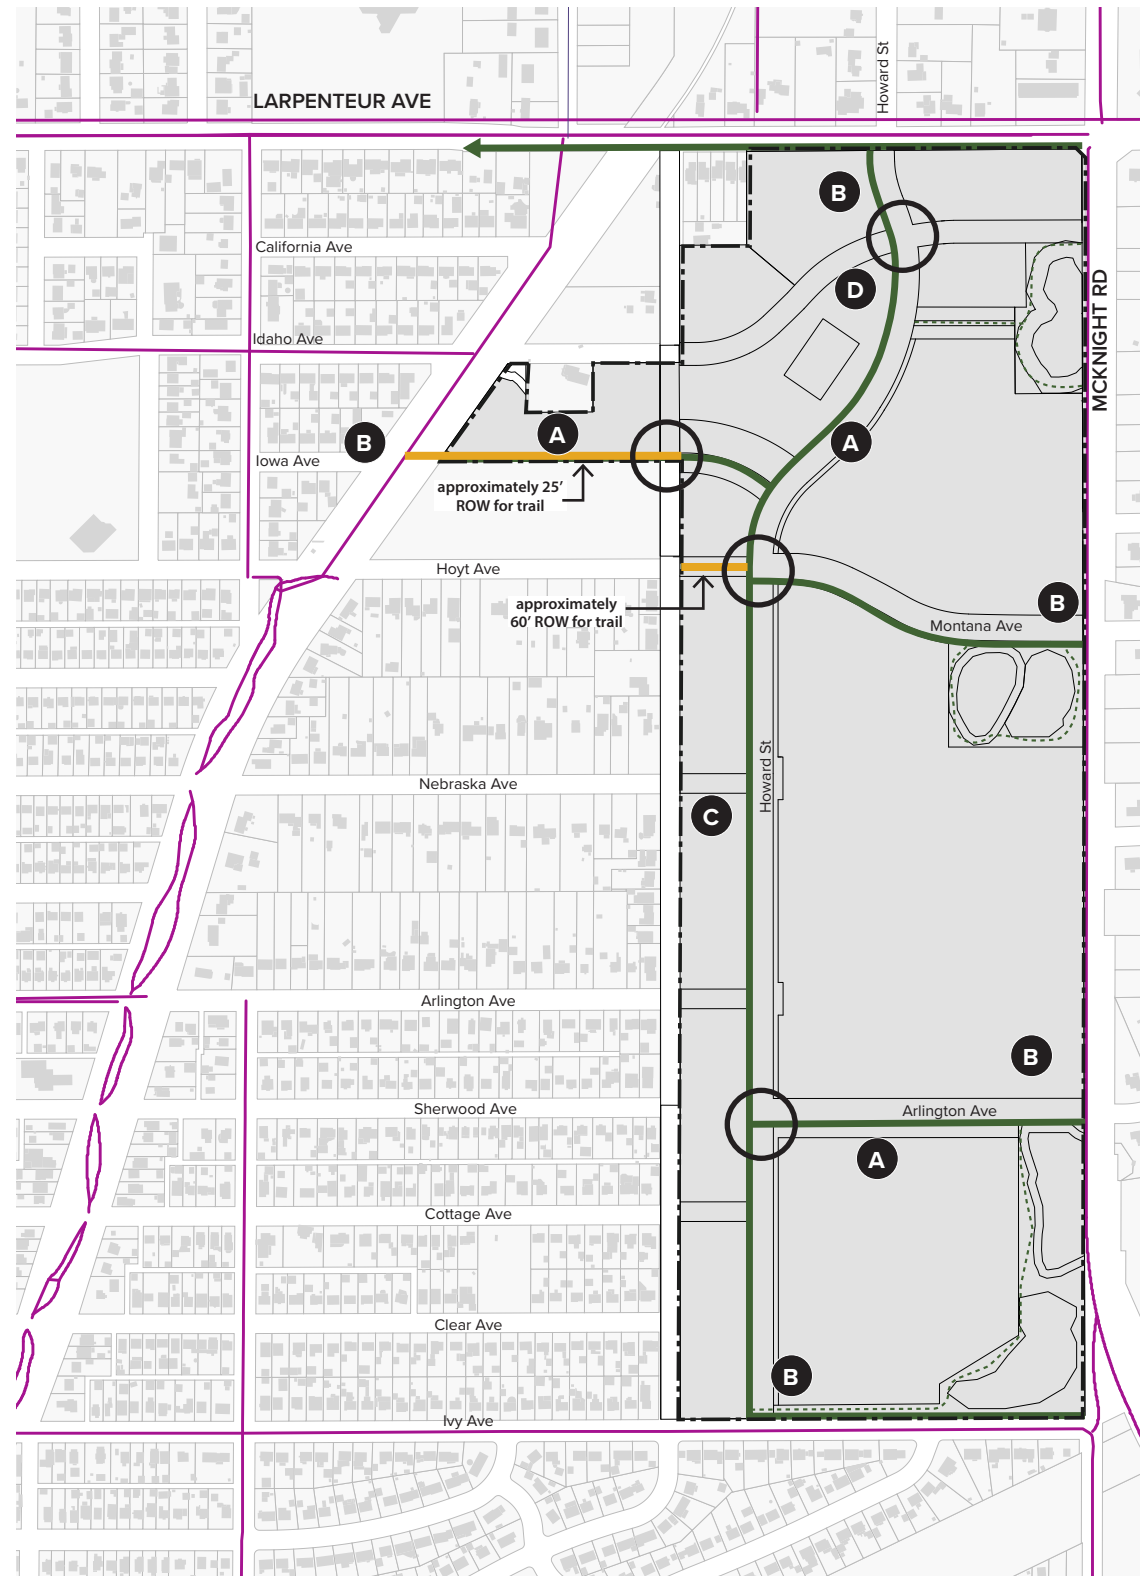 Howard St
LARPENTEUR AVE
B
California Ave
D
MCKNIGHT RD
Idaho Ave
A
B
A
Iowa Ave
approximately 25'
ROW for trail
Hoyt Ave
approximately
60' ROW for trail
B
Montana Ave
Howard St
Nebraska Ave
C
Arlington Ave
B
Sherwood Ave
Arlington Ave
A
Cottage Ave
Clear Ave
B
Ivy Ave